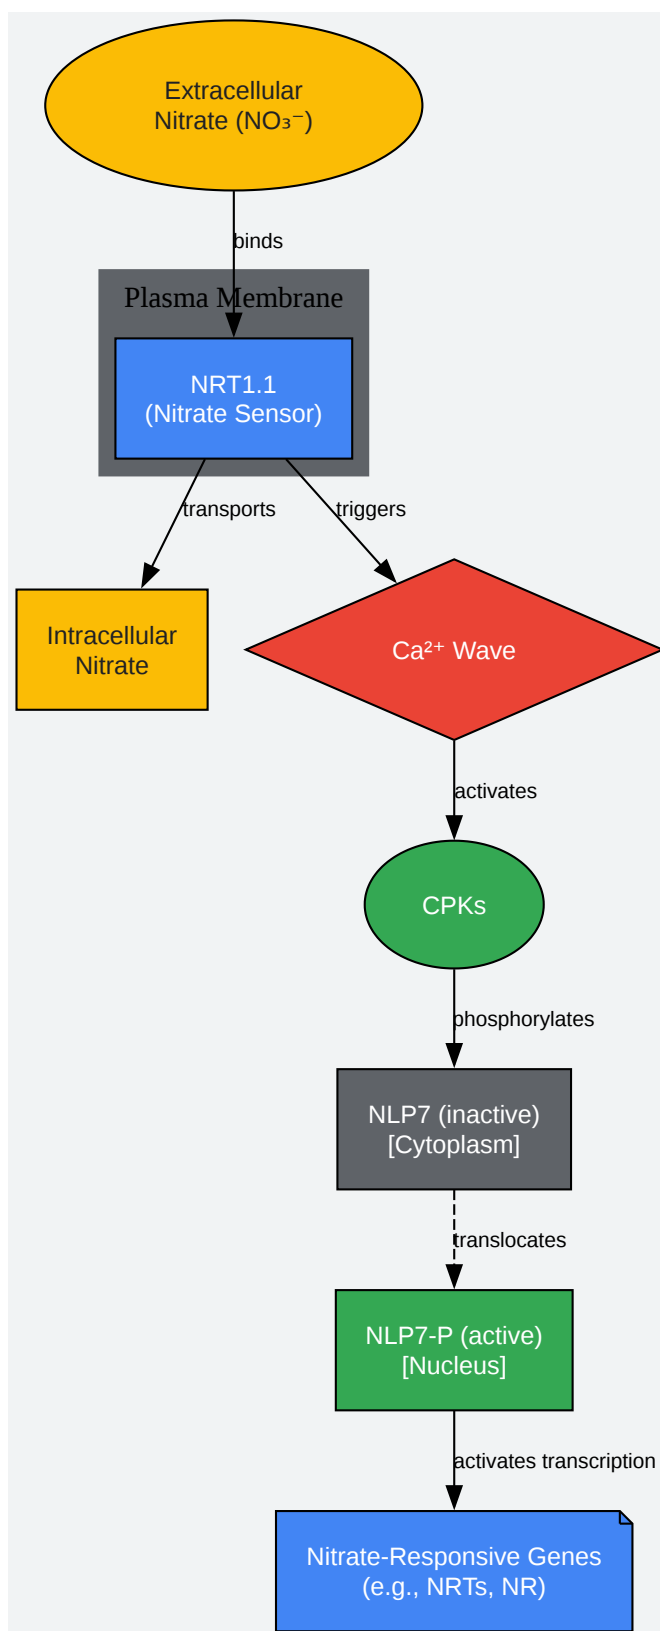 Extracellular
Nitrate (NO₃⁻)
binds
Plasma Membrane
NRT1.1
(Nitrate Sensor)
transports
triggers
Intracellular
Nitrate
Ca²⁺ Wave
activates
CPKs
phosphorylates
NLP7 (inactive)
[Cytoplasm]
translocates
NLP7-P (active)
[Nucleus]
activates transcription
Nitrate-Responsive Genes
(e.g., NRTs, NR)